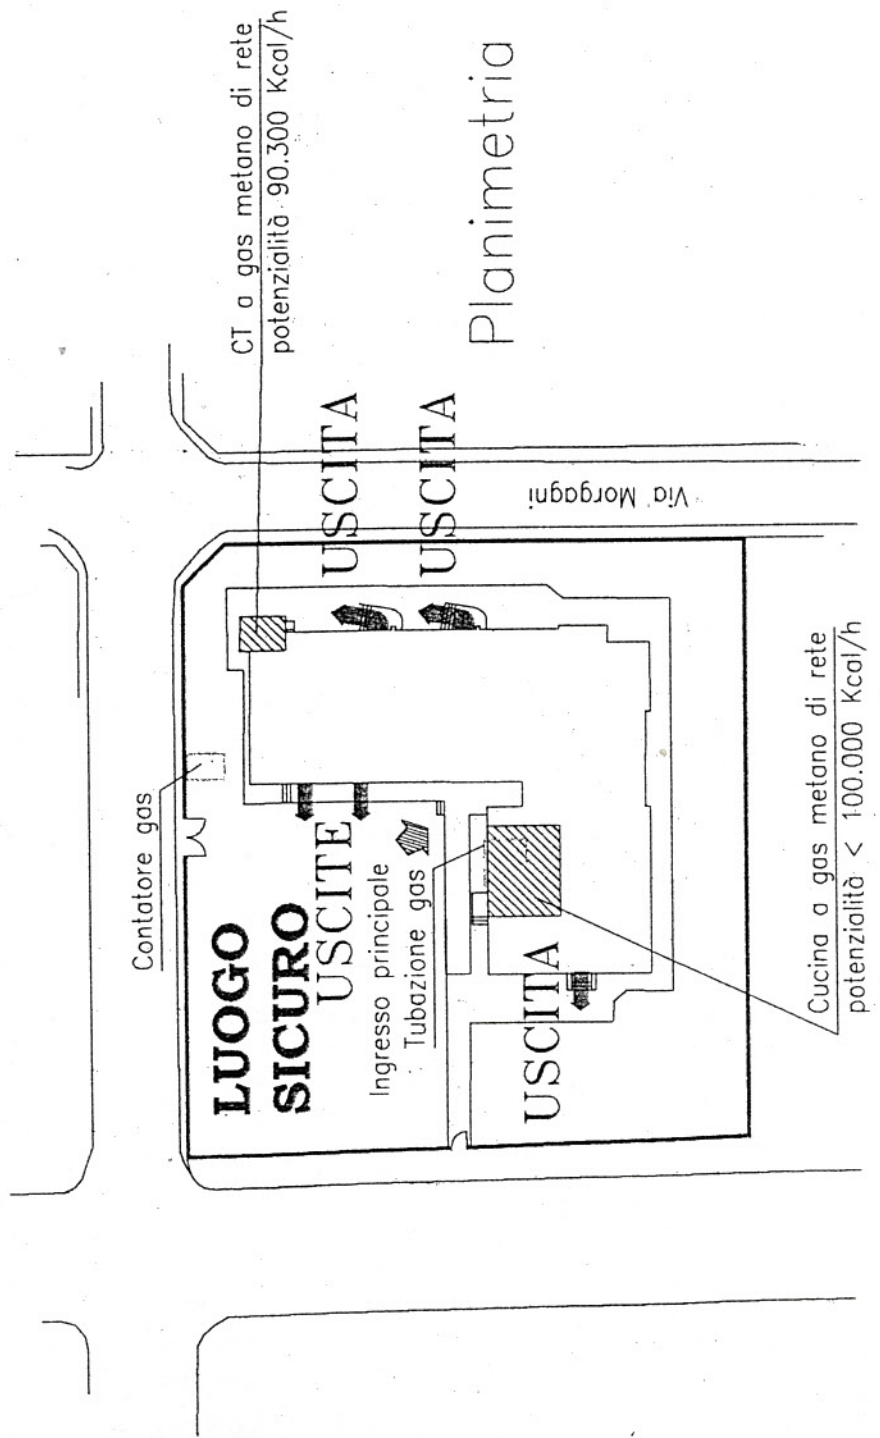 CT a gas metano di rete
potenzialità 90.300 Kcal/h
Planimetria
USCITA
USCITA
Via Morgagni
Contatore gas
LUOGO
SICURO
USCITE
Ingresso principale
Tubazione gas
USCITA
Cucina a gas metano di rete
potenzialità < 100.000 Kcal/h